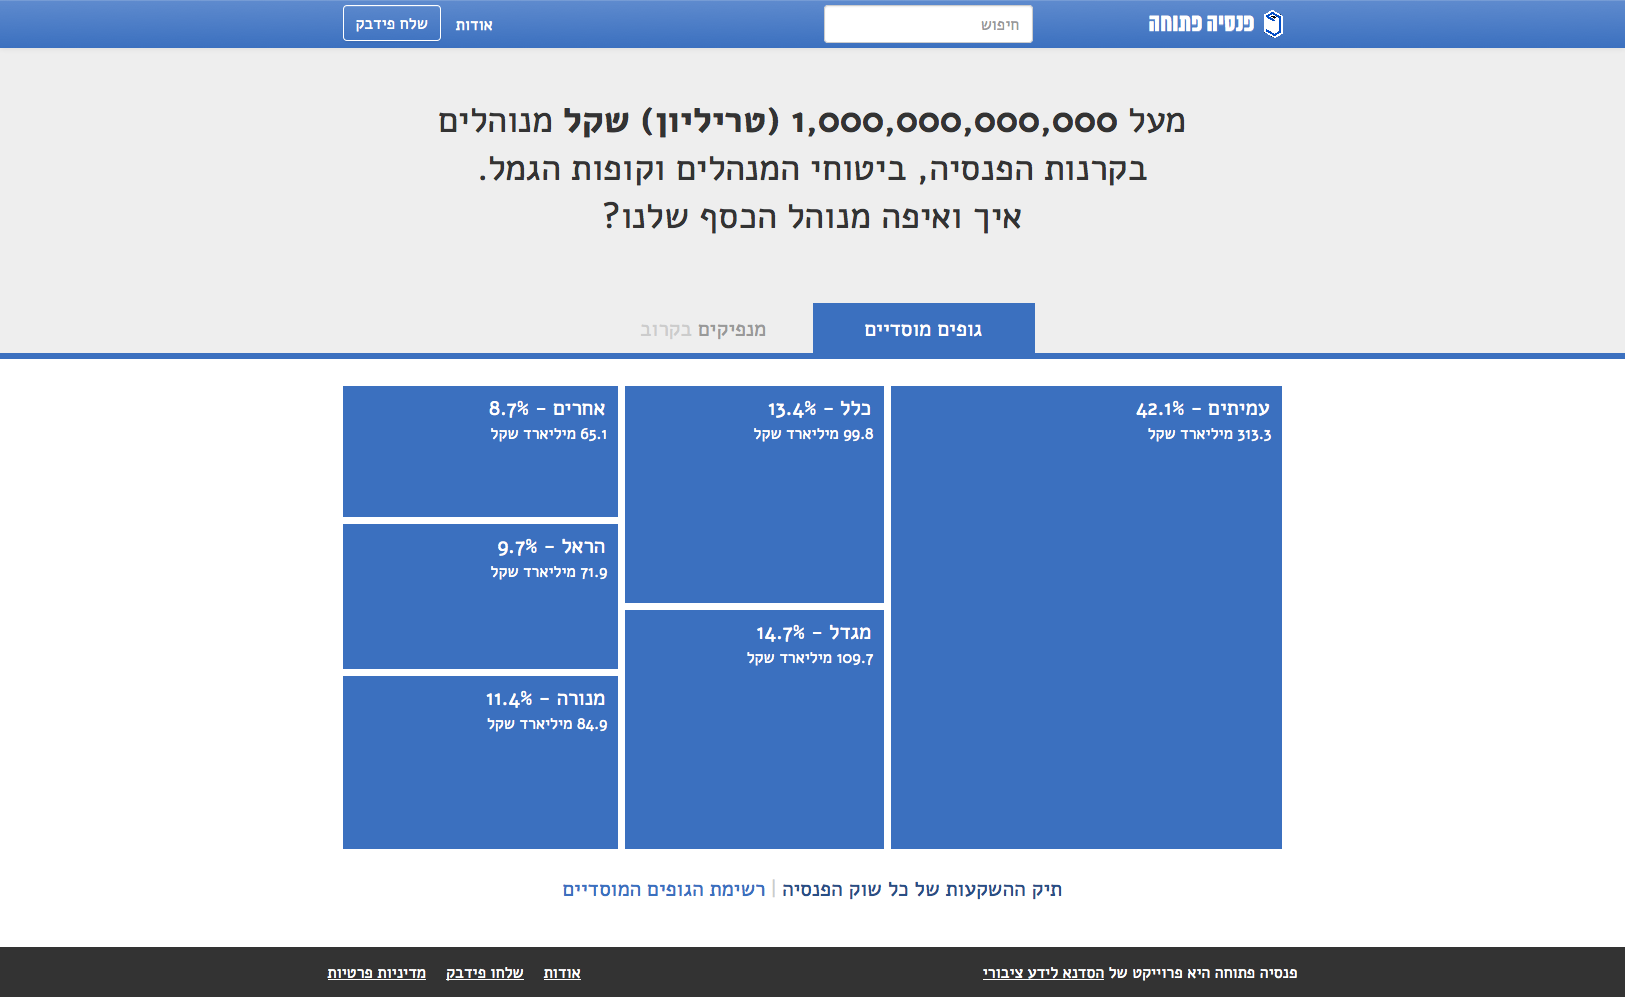 פנסיה פתוחה
חיפוש
אודות
שלח פידבק
מעל 1,000,000,000,000 (טריליון) שקל מנוהלים
בקרנות הפנסיה, ביטוחי המנהלים וקופות הגמל.
איך ואיפה מנוהל הכסף שלנו?
גופים מוסדיים
מנפיקים בקרוב
עמיתים - 42.1%
313.3 מיליארד שקל
כלל - 13.4%
99.8 מיליארד שקל
מגדל - 14.7%
109.7 מיליארד שקל
אחרים - 8.7%
65.1 מיליארד שקל
הראל - 9.7%
71.9 מיליארד שקל
מנורה - 11.4%
84.9 מיליארד שקל
תיק ההשקעות של כל שוק הפנסיה | רשימת הגופים המוסדיים
פנסיה פתוחה היא פרוייקט של הסדנא לידע ציבורי
אודות
שלחו פידבק
מדיניות פרטיות